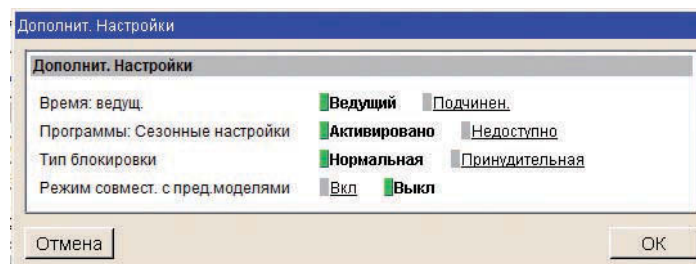 Дополнит. Настройки
Дополнит. Настройки
Время: ведущ. Ведущий Подчинен.
Программы: Сезонные настройки Активировано Недоступно
Тип блокировки Нормальная Принудительная
Режим совмест. с пред.моделями Вкл Выкл
Отмена OK